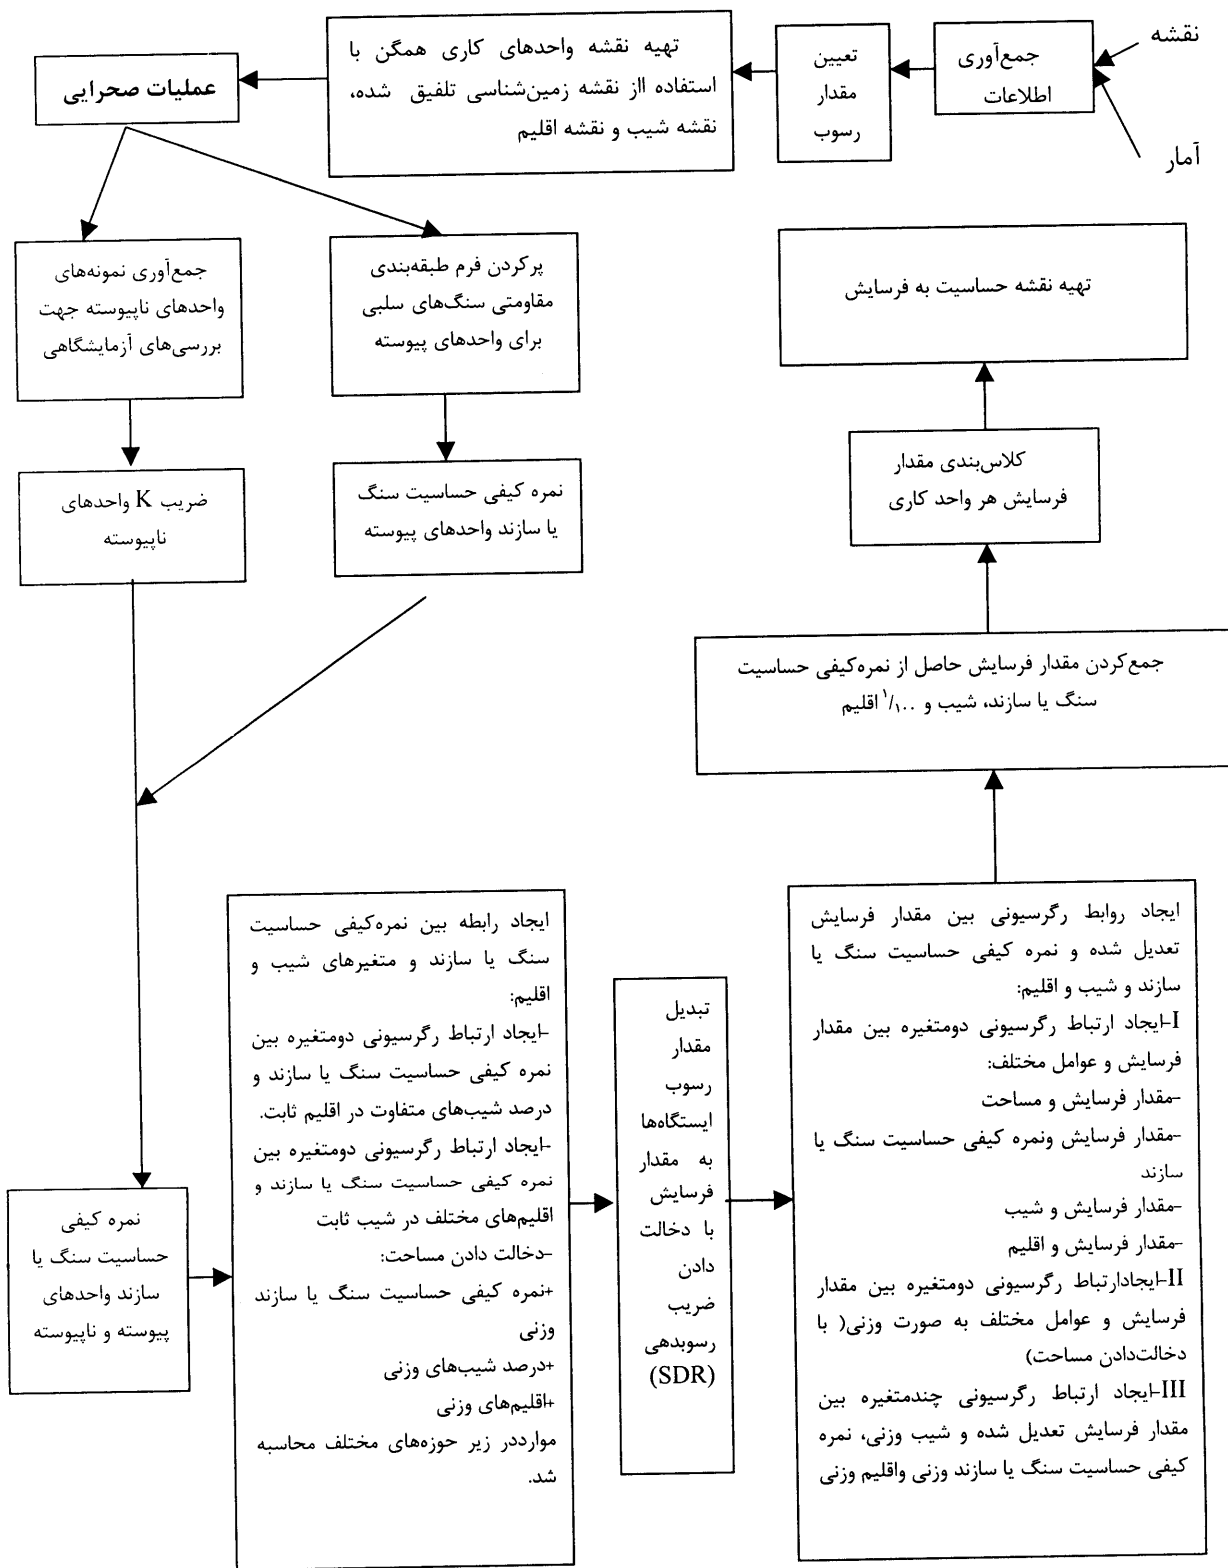 نقشه
آمار
جمع‌آوری
اطلاعات
تعیین
مقدار
رسوب
تهیه نقشه واحدهای کاری همگن با
استفاده ااز نقشه زمین‌شناسی تلفیق شده،
نقشه شیب و نقشه اقلیم
عملیات صحرایی
جمع‌آوری نمونه‌های
واحدهای ناپیوسته جهت
بررسی‌های آزمایشگاهی
پرکردن فرم طبقه‌بندی
مقاومتی سنگ‌های سلبی
برای واحدهای پیوسته
ضریب K واحدهای
ناپیوسته
نمره کیفی حساسیت سنگ
یا سازند واحدهای پیوسته
نمره کیفی
حساسیت سنگ یا
سازند واحدهای
پیوسته و ناپیوسته
ایجاد رابطه بین نمره‌کیفی حساسیت
سنگ یا سازند و متغیرهای شیب و
اقلیم:
-ایجاد ارتباط رگرسیونی دومتغیره بین
نمره کیفی حساسیت سنگ یا سازند و
درصد شیب‌های متفاوت در اقلیم ثابت.
-ایجاد ارتباط رگرسیونی دومتغیره بین
نمره کیفی حساسیت سنگ یا سازند و
اقلیم‌های مختلف در شیب ثابت
-دخالت دادن مساحت:
+نمره کیفی حساسیت سنگ یا سازند
وزنی
+درصد شیب‌های وزنی
+اقلیم‌های وزنی
مواردر زیر حوزه‌های مختلف محاسبه
شد.
تبدیل
مقدار
رسوب
ایستگاه‌ها
به مقدار
فرسایش
با دخالت
دادن
ضریب
رسوبدهی
(SDR)
ایجاد روابط رگرسیونی بین مقدار فرسایش
تعدیل شده و نمره کیفی حساسیت سنگ یا
سازند و شیب و اقلیم:
I-ایجاد ارتباط رگرسیونی دومتغیره بین مقدار
فرسایش و عوامل مختلف:
-مقدار فرسایش و مساحت
-مقدار فرسایش ونمره کیفی حساسیت سنگ یا
سازند
-مقدار فرسایش و شیب
-مقدار فرسایش و اقلیم
II-ایجادارتباط رگرسیونی دومتغیره بین مقدار
فرسایش و عوامل مختلف به صورت وزنی( با
دخالت‌دادن مساحت)
III-ایجاد ارتباط رگرسیونی چندمتغیره بین
مقدار فرسایش تعدیل شده و شیب وزنی، نمره
کیفی حساسیت سنگ یا سازند وزنی واقلیم وزنی
جمع‌کردن مقدار فرسایش حاصل از نمره‌کیفی حساسیت
سنگ یا سازند، شیب و ۱/۱۰۰ اقلیم
کلاس‌بندی مقدار
فرسایش هر واحد کاری
تهیه نقشه حساسیت به فرسایش